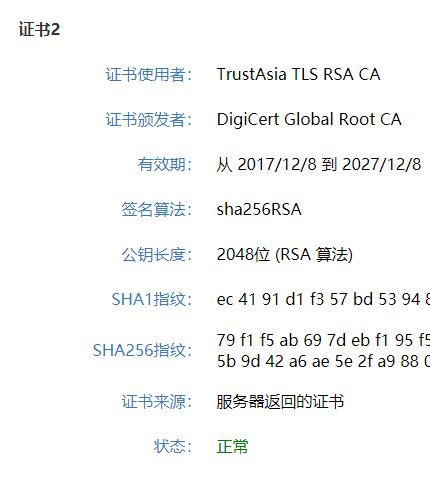 证书2
证书使用者： TrustAsia TLS RSA CA
证书颁发者： DigiCert Global Root CA
有效期： 从 2017/12/8 到 2027/12/8
签名算法： sha256RSA
公钥长度： 2048位 (RSA 算法)
SHA1指纹： ec 41 91 d1 f3 57 bd 53 94
SHA256指纹： 79 f1 f5 ab 69 7d eb f1 95
5b 9d 42 a6 ae 5e 2f a9 88
证书来源： 服务器返回的证书
状态： 正常